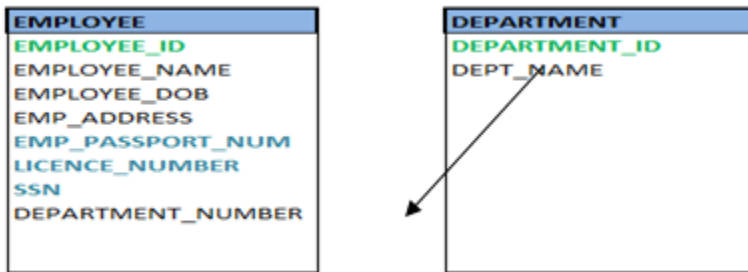 EMPLOYEE
EMPLOYEE_ID
EMPLOYEE_NAME
EMPLOYEE_DOB
EMP_ADDRESS
EMP_PASSPORT_NUM
LICENCE_NUMBER
SSN
DEPARTMENT_NUMBER
DEPARTMENT
DEPARTMENT_ID
DEPT_NAME